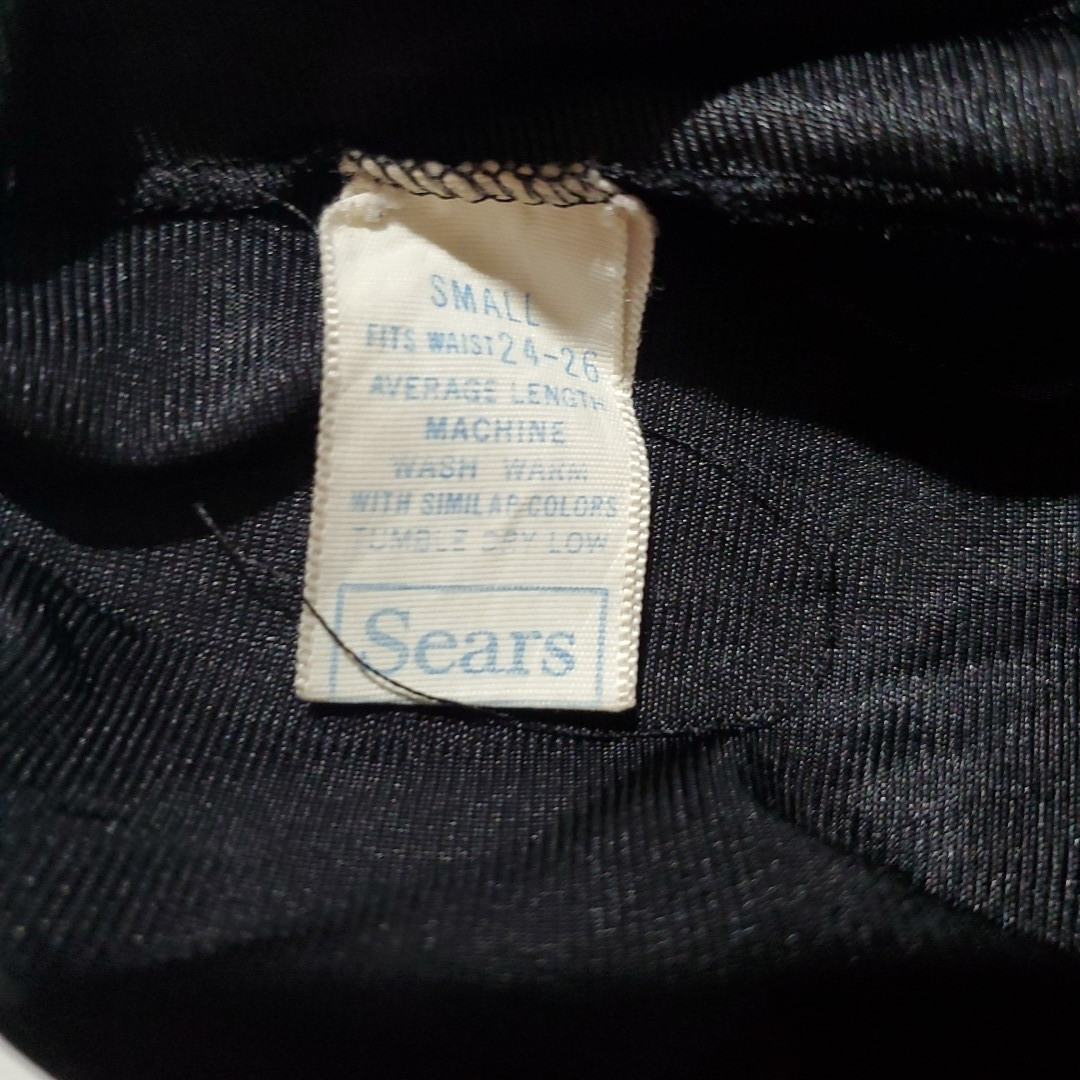 SMALL
FITS WAIST 24-26
AVERAGE LENGTH
MACHINE
WASH WARM
WITH SIMILAR COLORS
TUMBLE DRY LOW
Sears